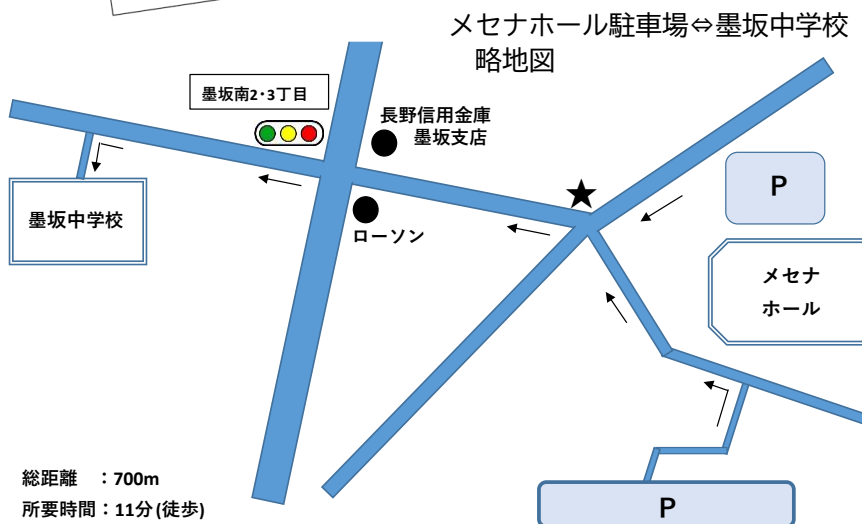 メセナホール駐車場⇔墨坂中学校
略地図
墨坂南2・3丁目
長野信用金庫
墨坂支店
P
墨坂中学校
ローソン
メセナ
ホール
総距離 ：700m
所要時間：11分(徒歩)
P